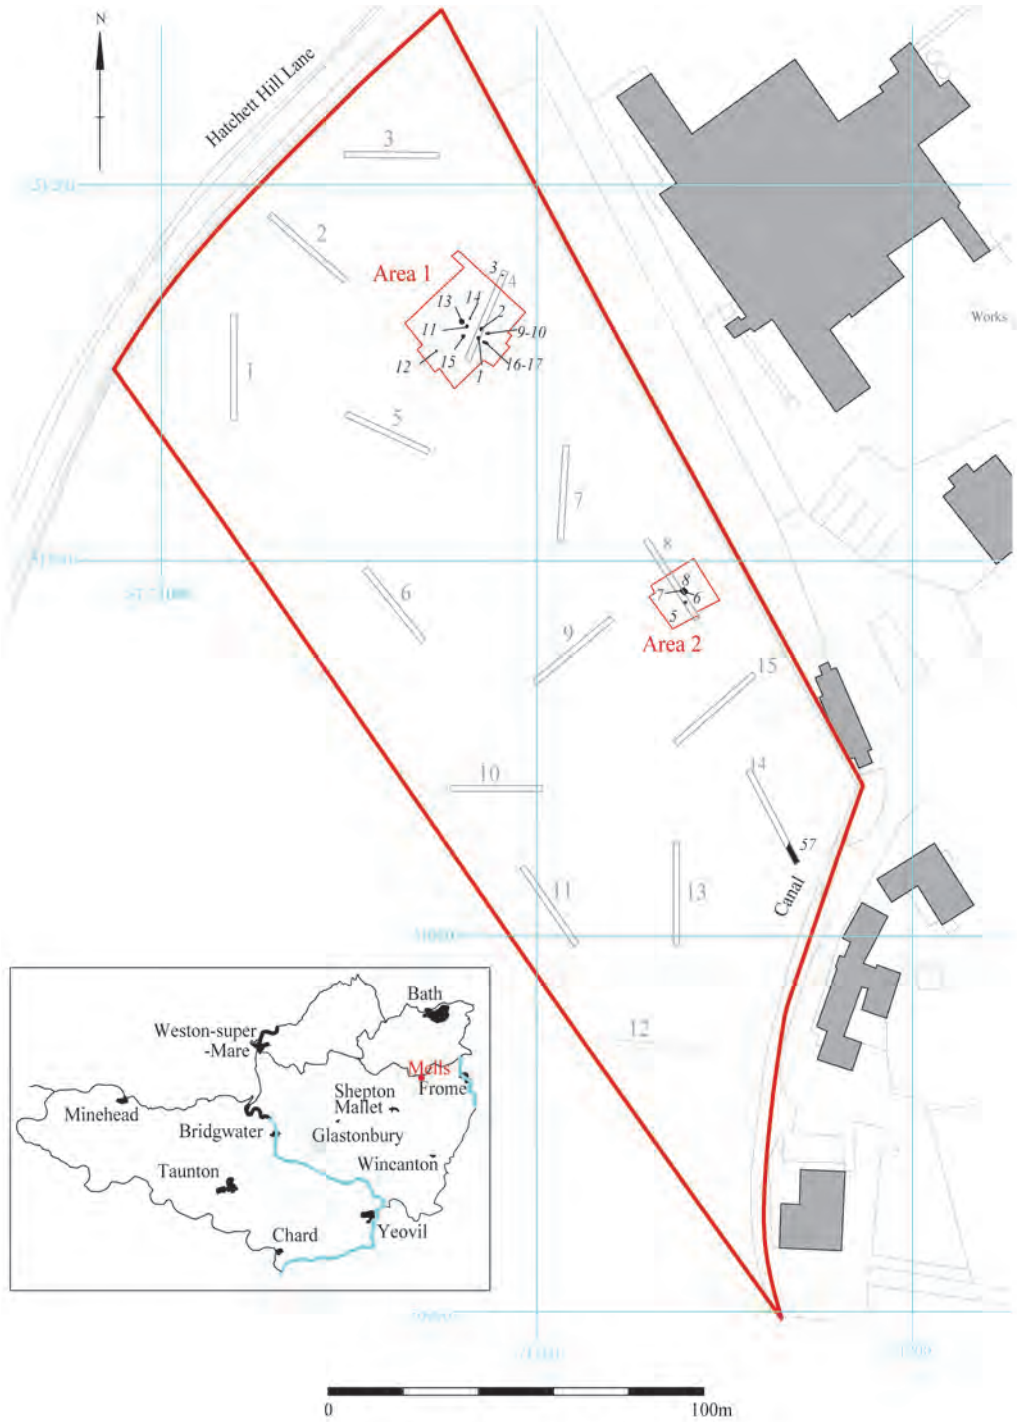 N
Hatchett Hill Lane
3
2
Area 1
3
4
13
14
2
11
9-10
12
15
16-17
1
Works
1
5
7
8
8
7
6
5
6
9
Area 2
15
10
14
57
11
13
Canal
12
Bath
Weston-super
-Mare
Mells
Shepton
Mallet
Frome
Minehead
Bridgwater
Glastonbury
Wincanton
Taunton
Yeovil
Chard
0
100m